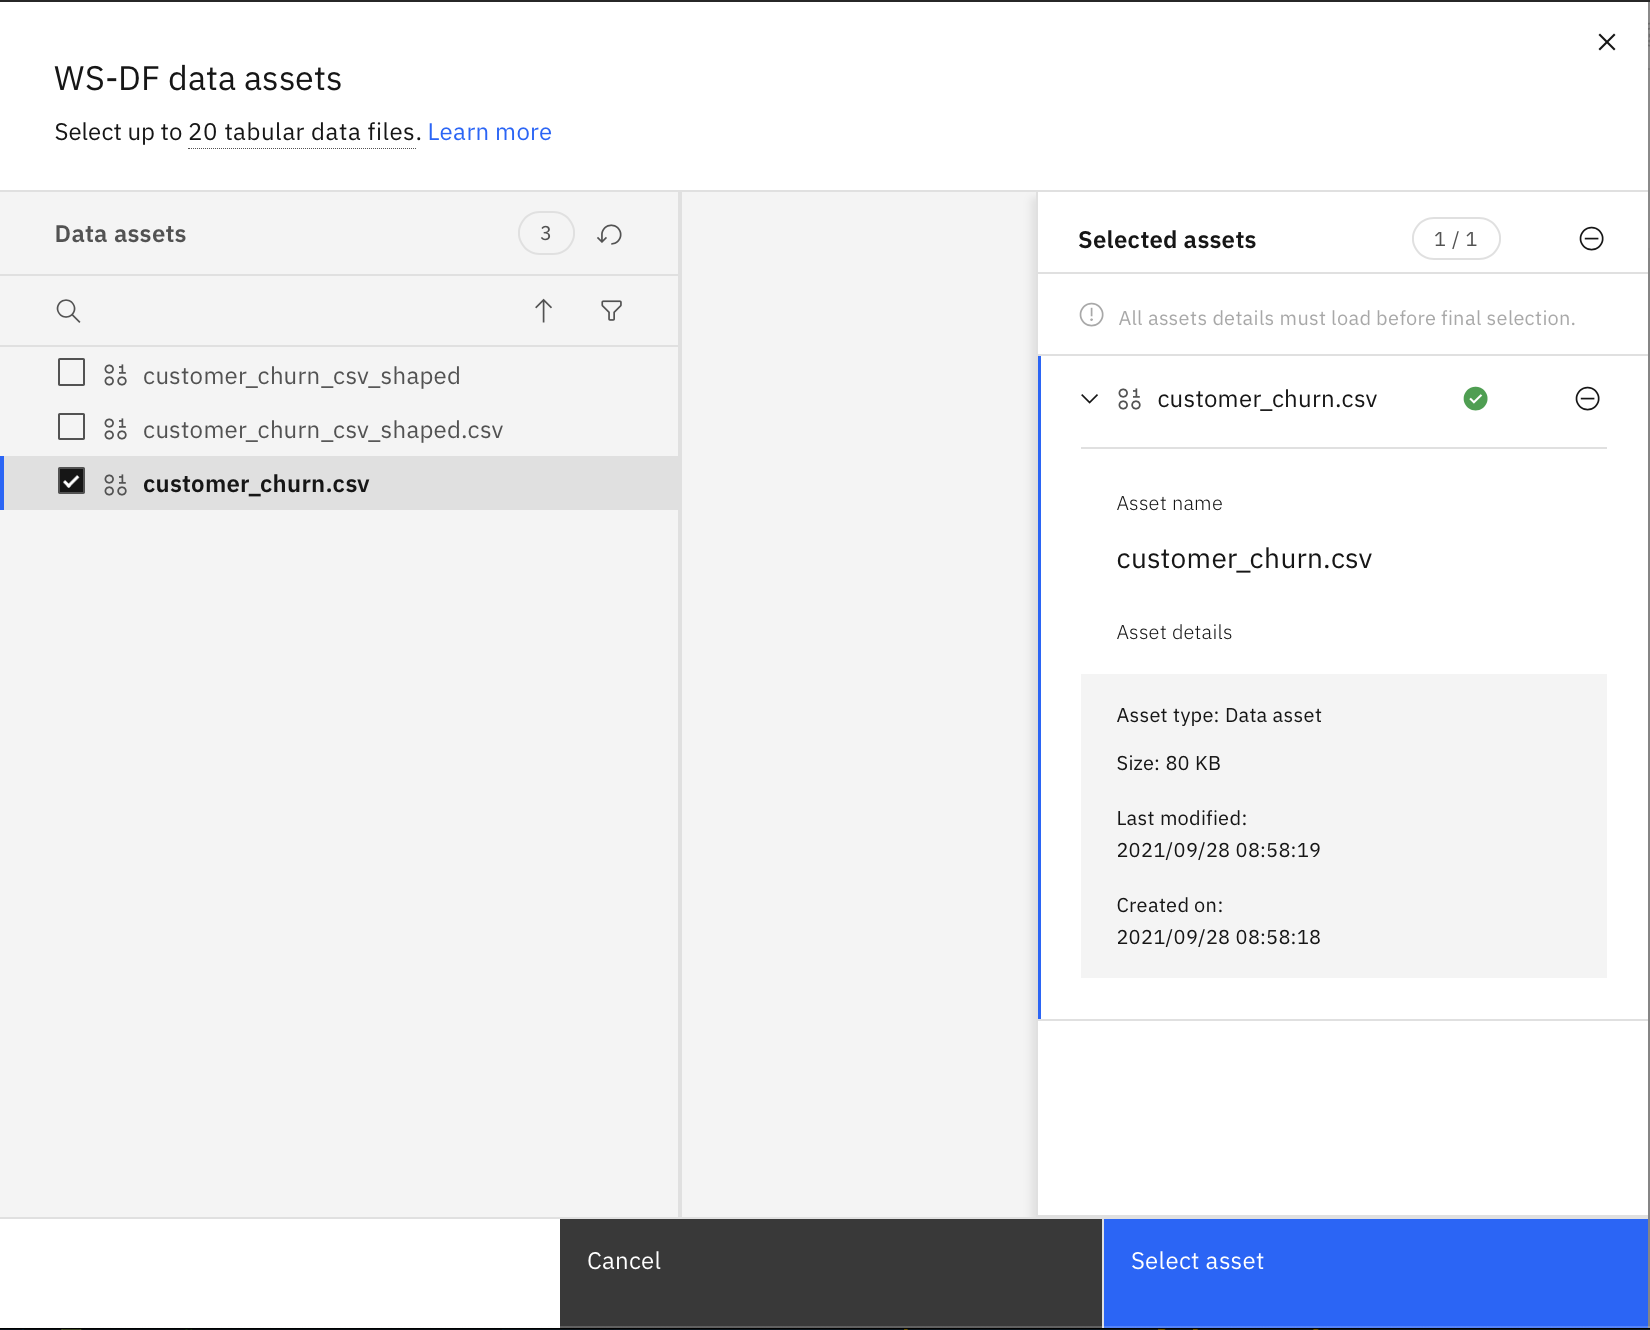 WS-DF data assets
Select up to 20 tabular data files. Learn more
Data assets
3
customer_churn_csv_shaped
customer_churn_csv_shaped.csv
customer_churn.csv
Selected assets
1 / 1
All assets details must load before final selection.
customer_churn.csv
Asset name
customer_churn.csv
Asset details
Asset type: Data asset
Size: 80 KB
Last modified:
2021/09/28 08:58:19
Created on:
2021/09/28 08:58:18
Cancel
Select asset